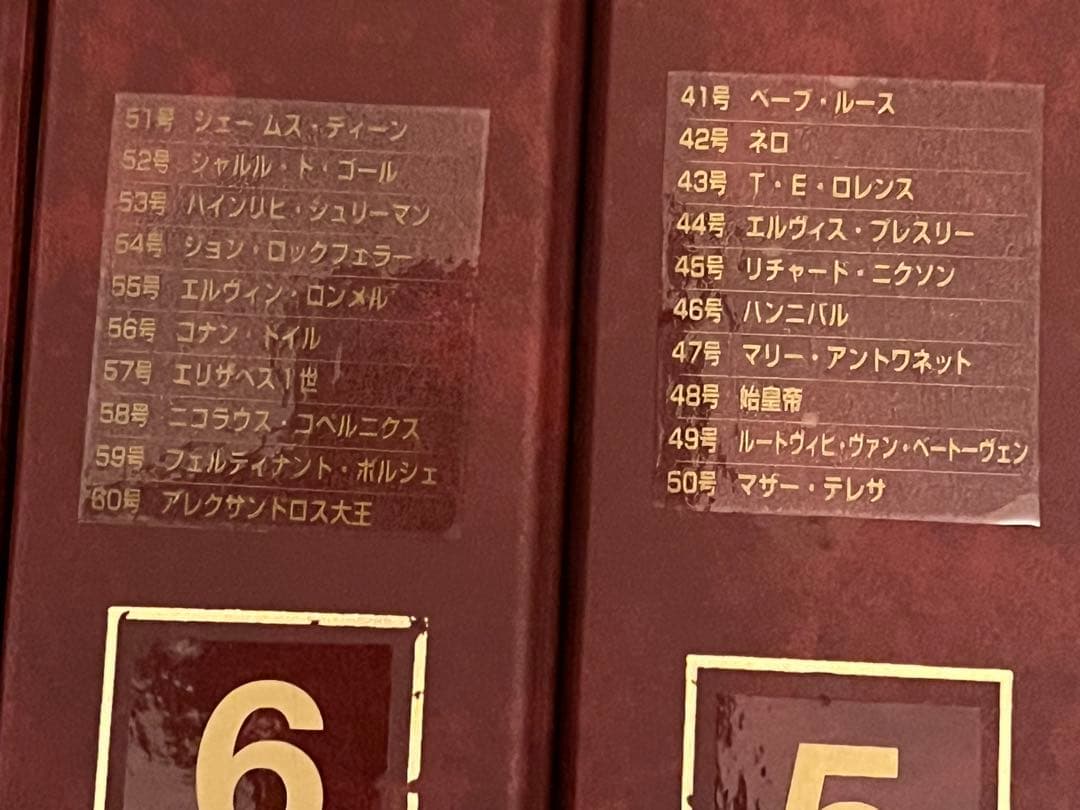 51号 ジェームス・ディーン
52号 シャルル・ド・ゴール
53号 ハインリヒ・シュリーマン
54号 ジョン・ロックフェラー
55号 エルヴィン・ロンメル
56号 コナン・ドイル
57号 エリザベス1世
58号 ニコラウス・コペルニクス
59号 フェルディナント・ポルシェ
60号 アレクサンドロス大王
6
41号 ベーブ・ルース
42号 ネロ
43号 T・E・ロレンス
44号 エルヴィス・プレスリー
45号 リチャード・ニクソン
46号 ハンニバル
47号 マリー・アントワネット
48号 始皇帝
49号 ルートヴィヒ・ヴァン・ベートーヴェン
50号 マザー・テレサ
5